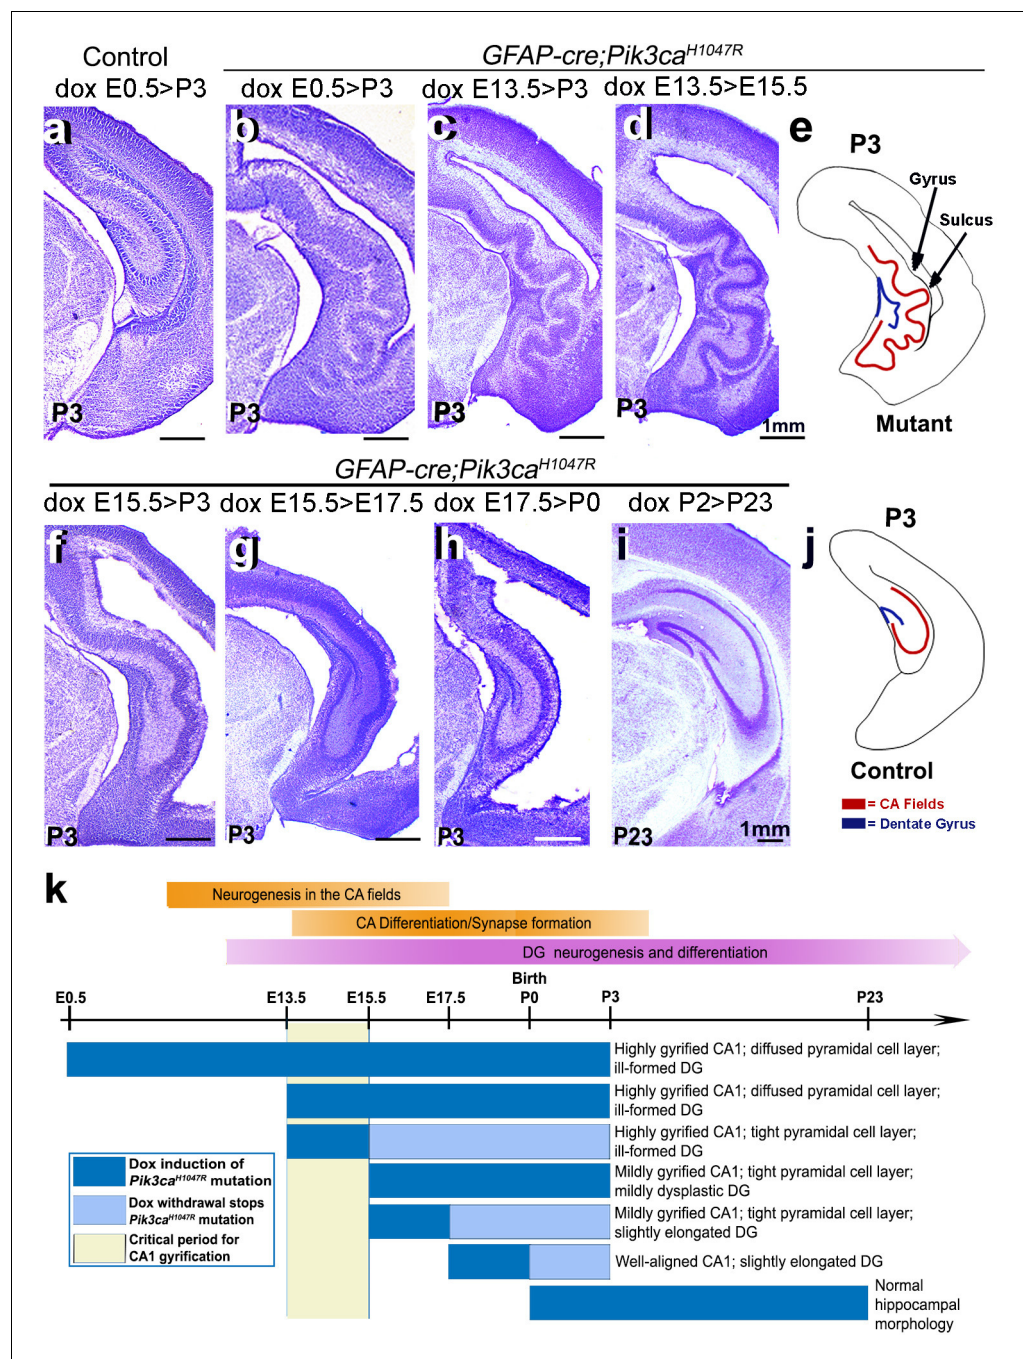 Control
GFAP-cre;Pik3caH1047R
dox E0.5>P3
dox E0.5>P3
dox E13.5>P3
dox E13.5>E15.5
a
b
c
d
e
P3
Gyrus
Sulcus
P3
P3
P3
P3
1mm
Mutant
GFAP-cre;Pik3caH1047R
dox E15.5>P3
dox E15.5>E17.5
dox E17.5>P0
dox P2>P23
f
g
h
i
j
P3
P3
P3
P3
P23
1mm
Control
= CA Fields
= Dentate Gyrus
k
Neurogenesis in the CA fields
CA Differentiation/Synapse formation
DG neurogenesis and differentiation
Birth
E0.5
E13.5
E15.5
E17.5
P0
P3
P23
Highly gyrified CA1; diffused pyramidal cell layer;
ill-formed DG
Highly gyrified CA1; diffused pyramidal cell layer;
ill-formed DG
Highly gyrified CA1; tight pyramidal cell layer;
ill-formed DG
Mildly gyrified CA1; tight pyramidal cell layer;
mildly dysplastic DG
Mildly gyrified CA1; tight pyramidal cell layer;
slightly elongated DG
Well-aligned CA1; slightly elongated DG
Normal
hippocampal
morphology
Dox induction of
Pik3caH1047R mutation
Dox withdrawal stops
Pik3caH1047R mutation
Critical period for
CA1 gyrification